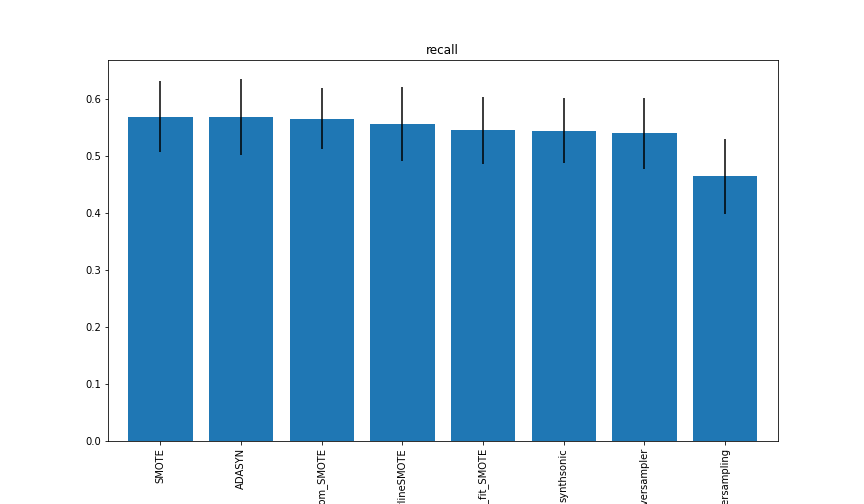 recall
0.6
0.5
0.4
0.3
0.2
0.1
0.0
SMOTE
ADASYN
om_SMOTE
lineSMOTE
_fit_SMOTE
synthsonic
versampler
ersampling